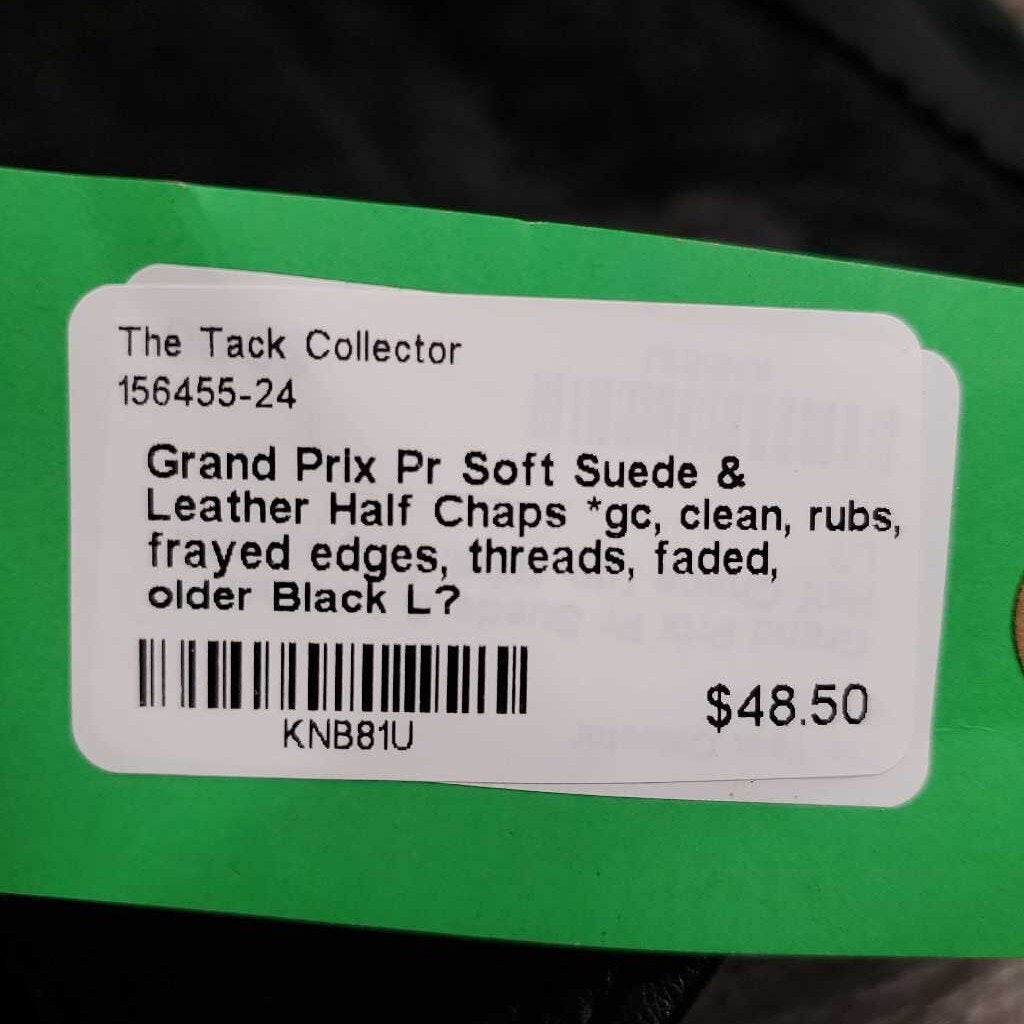 The Tack Collector
156455-24
Grand Prix Pr Soft Suede &
Leather Half Chaps *gc, clean, rubs,
frayed edges, threads, faded,
older Black L?
KNB81U
$48.50